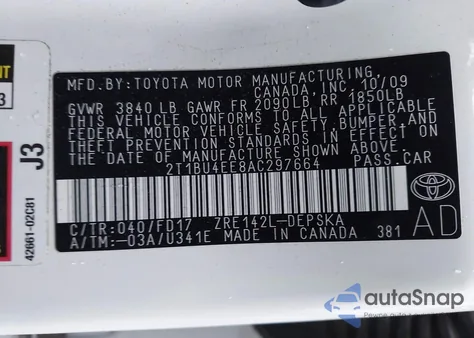 NT
3
J3
42661-02C81
MFD.BY:TOYOTA MOTOR MANUFACTURING
CANADA, INC 10/09
GVWR 3840 LB GAWR FR 2090LB RR 1850LB
THIS VEHICLE CONFORMS TO ALL APPLICABLE
FEDERAL MOTOR VEHICLE SAFETY,BUMPER,AND
THEFT PREVENTION STANDARDS IN EFFECT ON
THE DATE OF MANUFACTURE SHOWN ABOVE.
2T1BU4EE8AC297664 PASS.CAR
C/TR:040/FD17 ZRE142L-DEPSKA
A/TM:-03A/U341E MADE IN CANADA 381
TOYOTA
AD
autoSnap